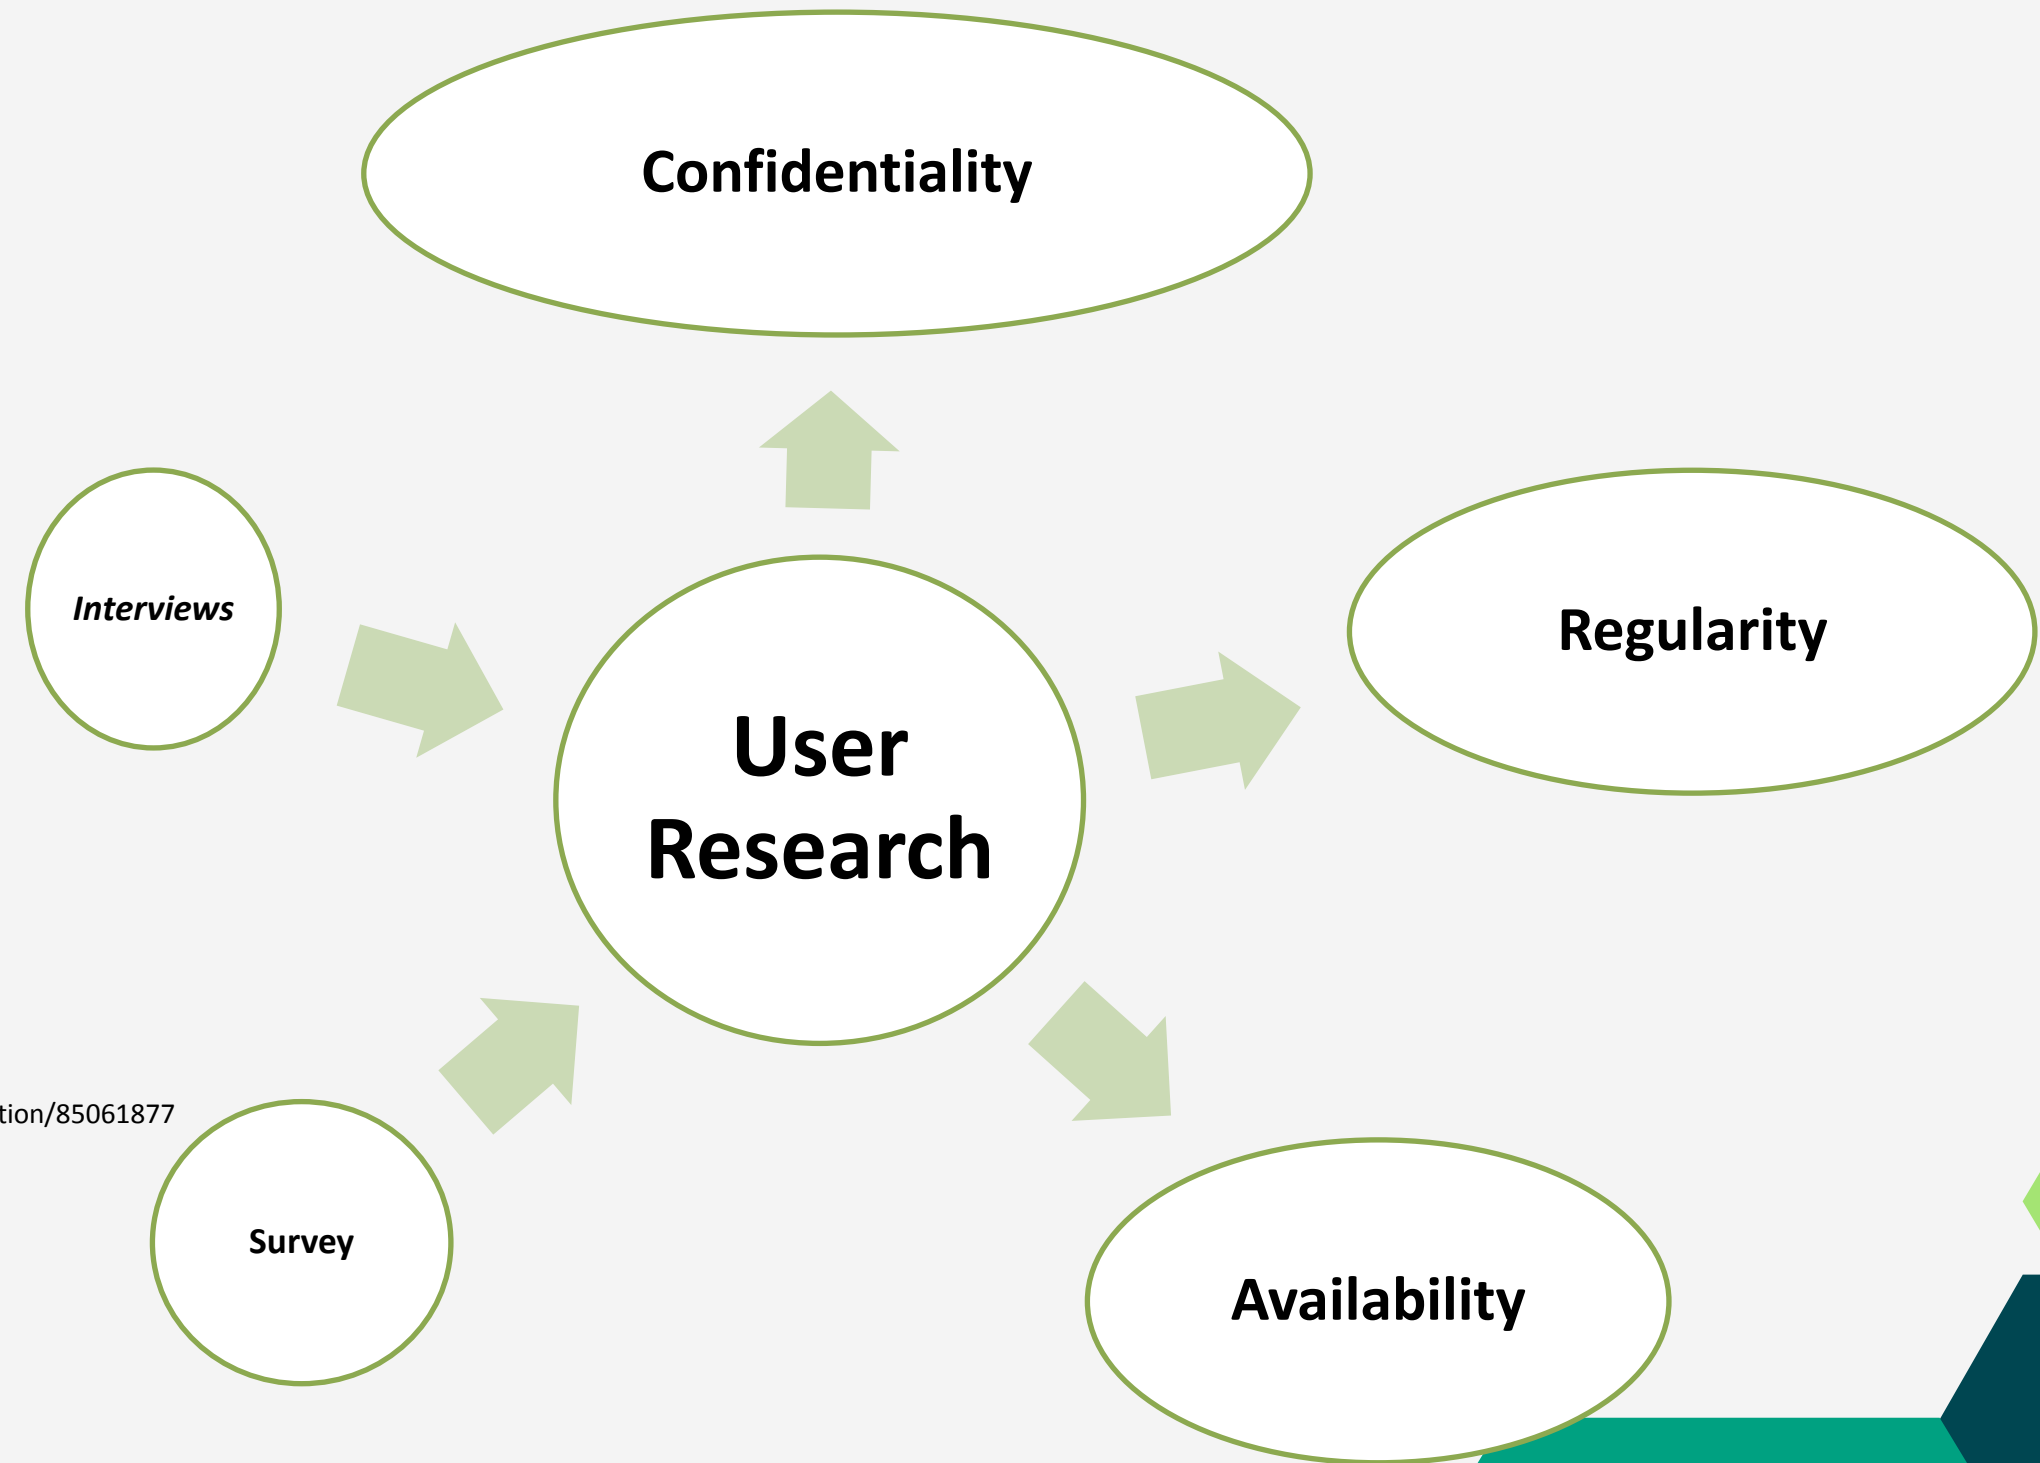 Confidentiality
Interviews
Regularity
User
Research
tion/85061877
Survey
Availability